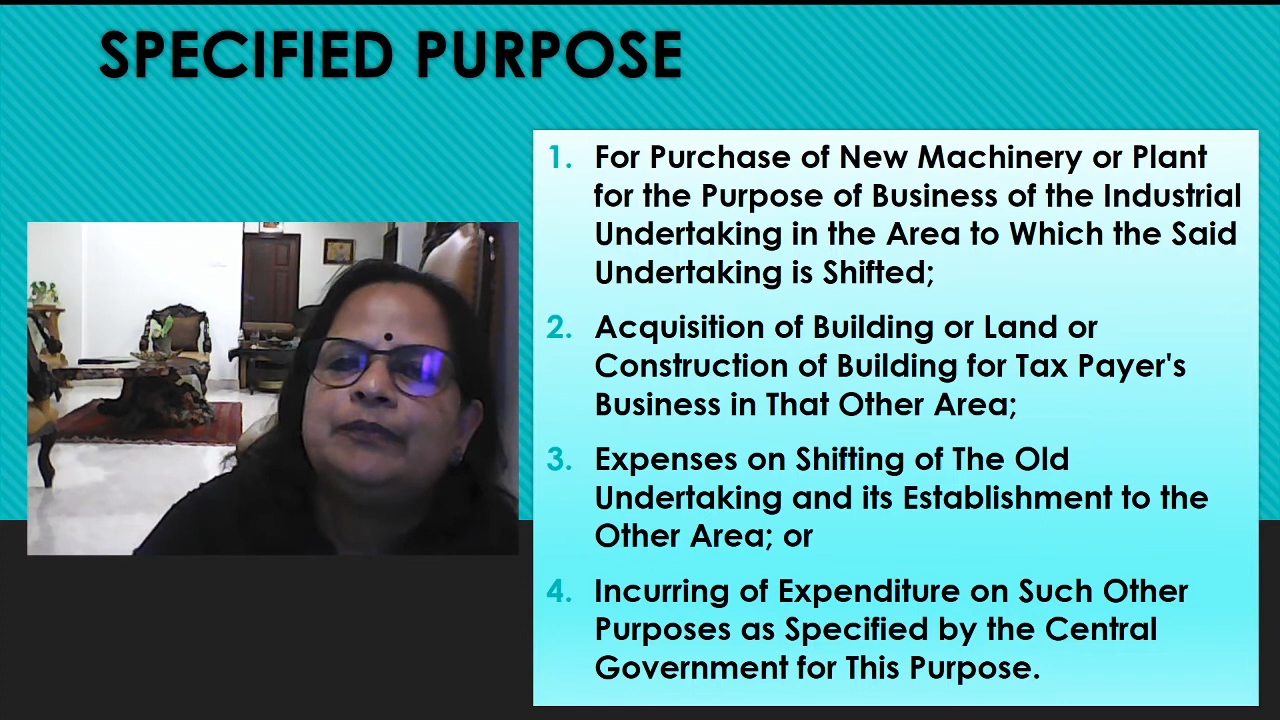 SPECIFIED PURPOSE
1. For Purchase of New Machinery or Plant
for the Purpose of Business of the Industrial
Undertaking in the Area to Which the Said
Undertaking is Shifted;
2. Acquisition of Building or Land or
Construction of Building for Tax Payer's
Business in That Other Area;
3. Expenses on Shifting of The Old
Undertaking and its Establishment to the
Other Area; or
4. Incurring of Expenditure on Such Other
Purposes as Specified by the Central
Government for This Purpose.